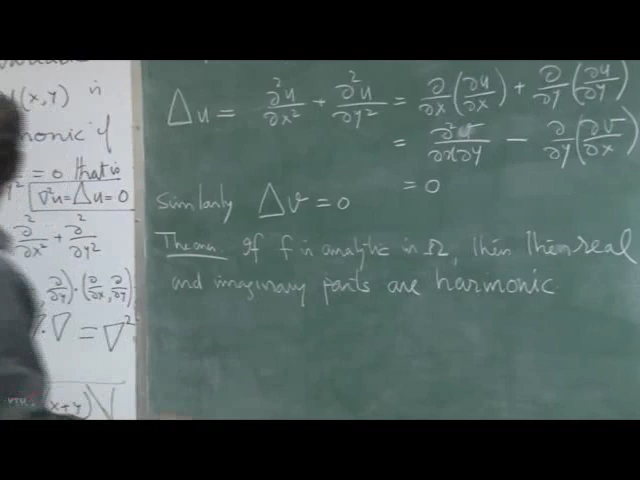 (x,y) is
monic if
= 0 that is
∇²u = Δu = 0
∂²/∂x² + ∂²/∂y²
∂/∂y) · (∂/∂x, ∂/∂y)
· ∇ = ∇²
(x+y)
Δu = ∂²u/∂x² + ∂²u/∂y² = ∂/∂x (∂u/∂x) + ∂/∂y (∂u/∂y)
= ∂²v/∂x∂y − ∂/∂y (∂v/∂x)
= 0
Similarly Δv = 0
Theorem. If f is analytic in Ω, then then real
and imaginary parts are harmonic